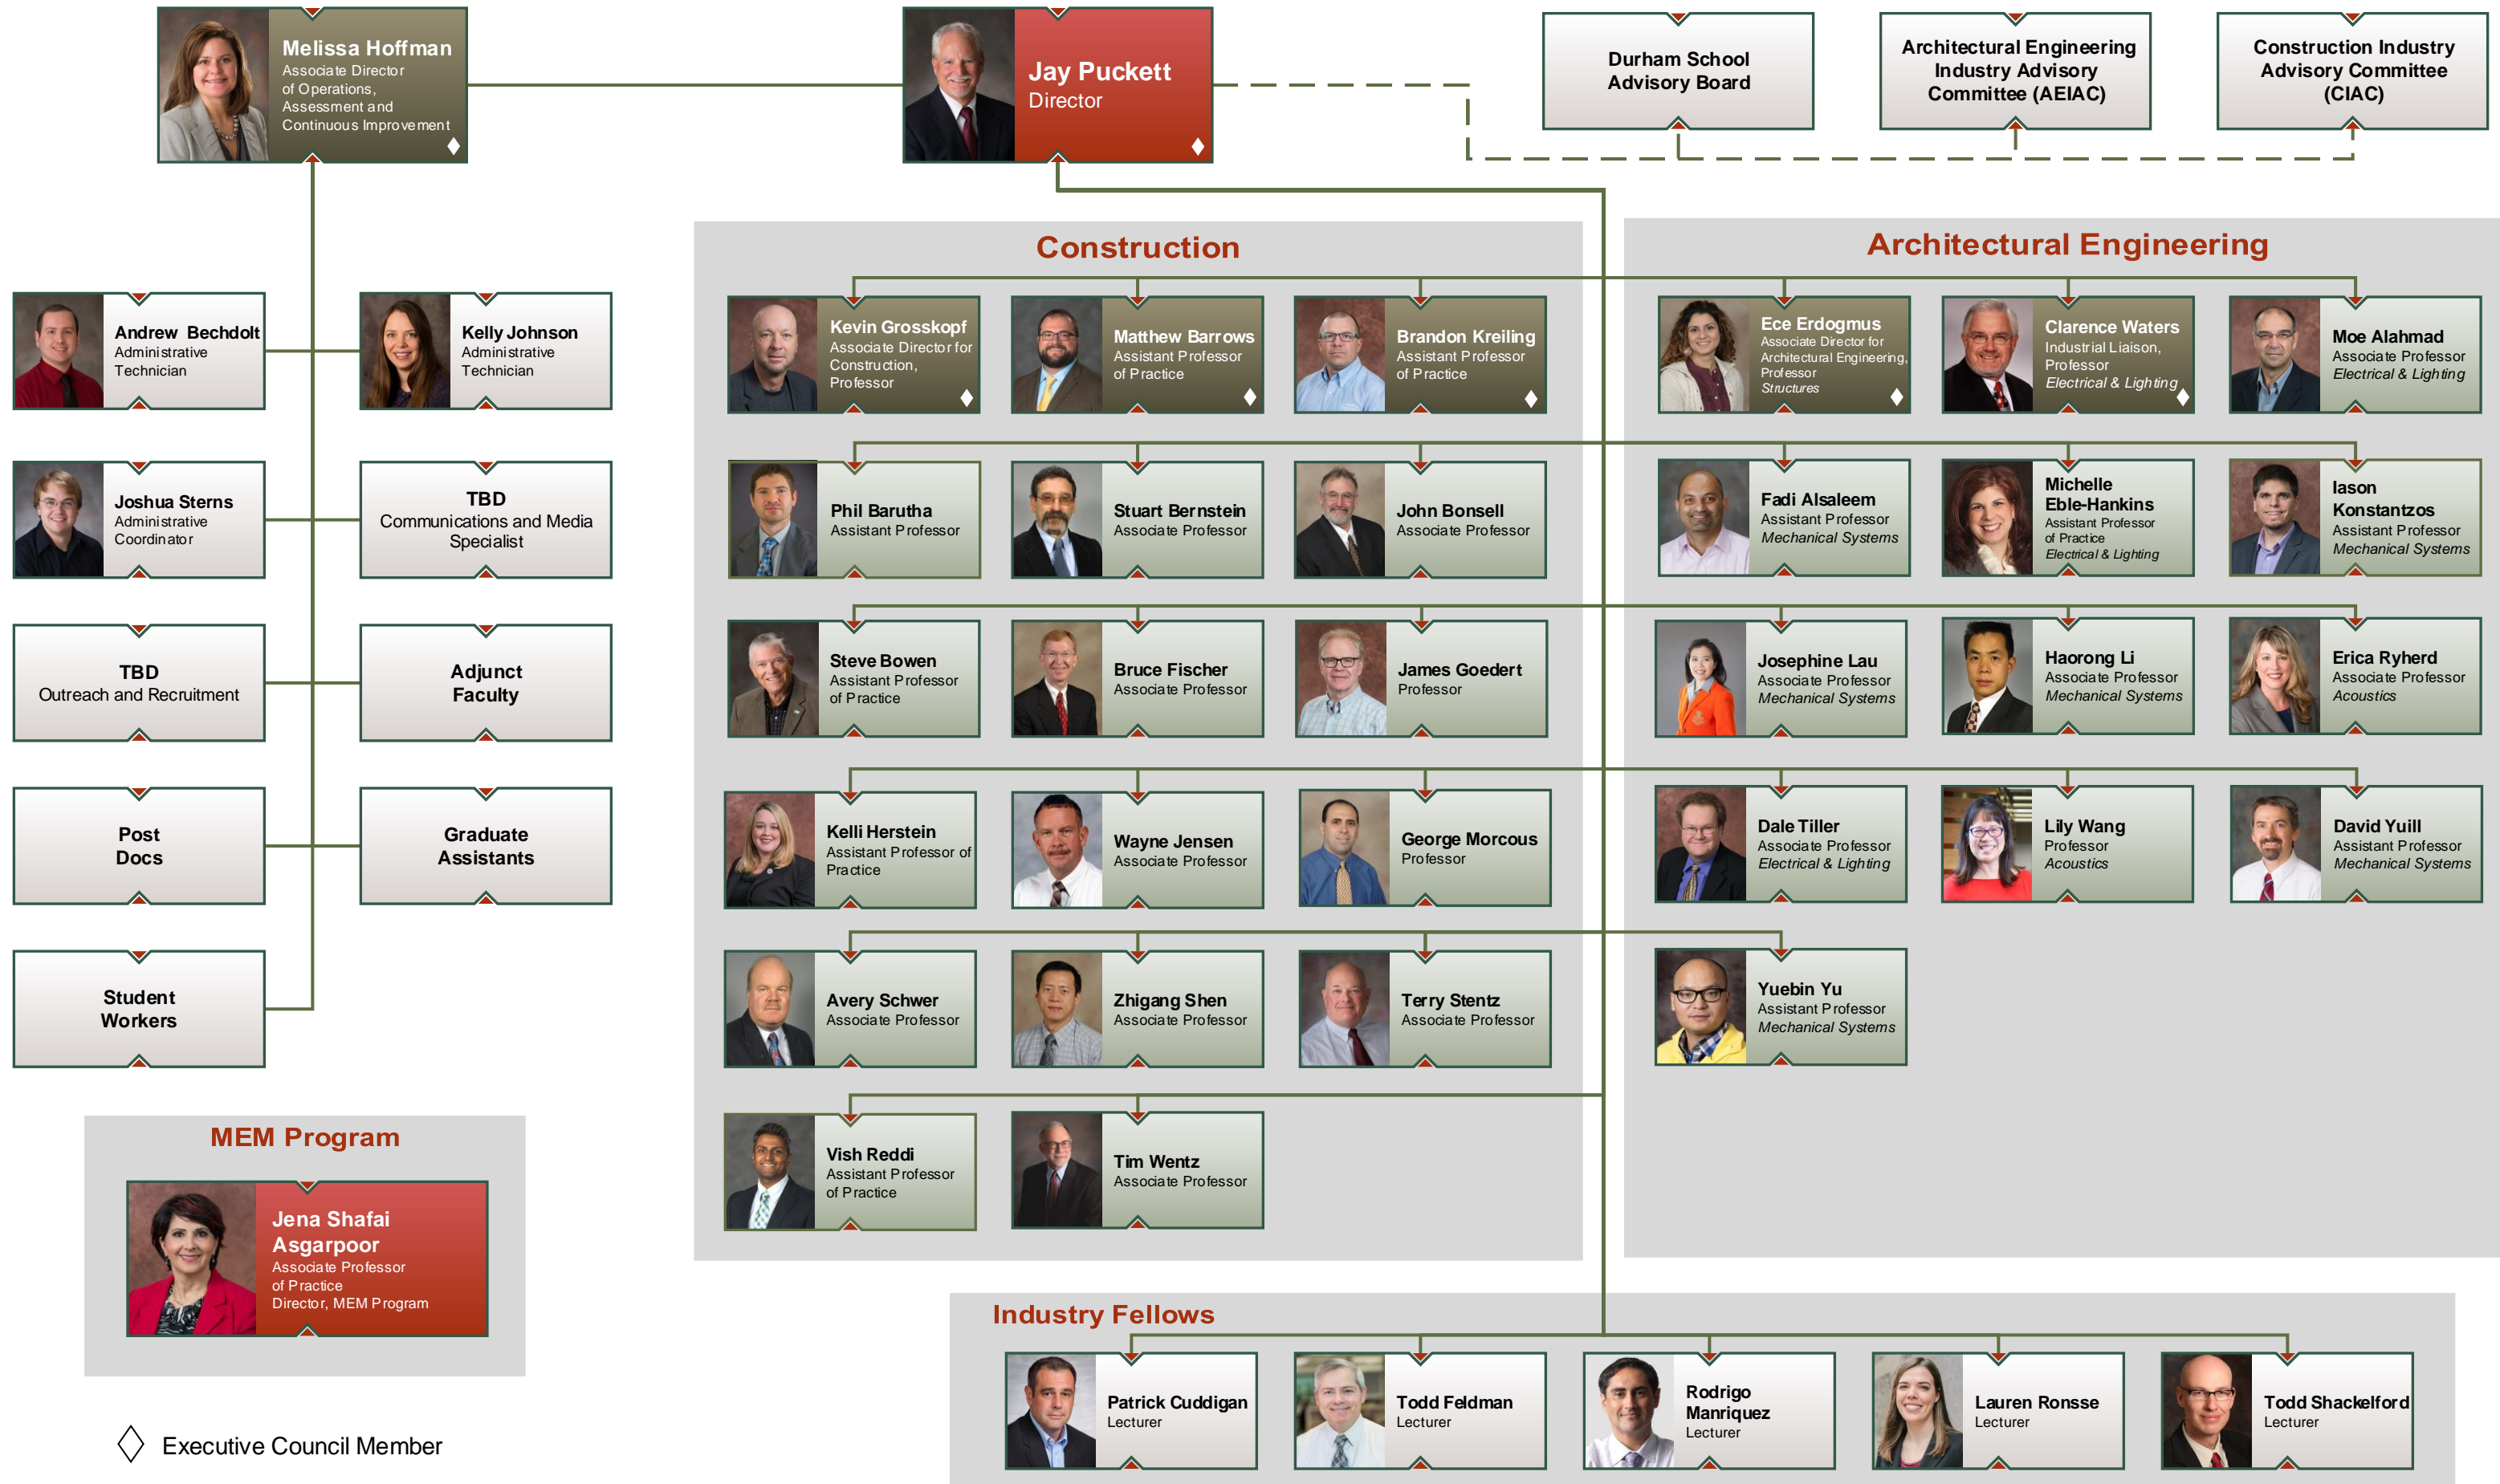 Melissa Hoffman
Associate Director
of Operations,
Assessment and
Continuous Improvement
Jay Puckett
Director
Durham School
Advisory Board
Architectural Engineering
Industry Advisory
Committee (AEIAC)
Construction Industry
Advisory Committee
(CIAC)
Andrew Bechdolt
Administrative
Technician
Kelly Johnson
Administrative
Technician
Joshua Sterns
Administrative
Coordinator
TBD
Communications and Media
Specialist
TBD
Outreach and Recruitment
Adjunct
Faculty
Post
Docs
Graduate
Assistants
Student
Workers
MEM Program
Jena Shafai
Asgarpoor
Associate Professor
of Practice
Director, MEM Program
Executive Council Member
Construction
Kevin Grosskopf
Associate Director for
Construction,
Professor
Matthew Barrows
Assistant Professor
of Practice
Brandon Kreiling
Assistant Professor
of Practice
Phil Barutha
Assistant Professor
Stuart Bernstein
Associate Professor
John Bonsell
Associate Professor
Steve Bowen
Assistant Professor
of Practice
Bruce Fischer
Associate Professor
James Goedert
Professor
Kelli Herstein
Assistant Professor of
Practice
Wayne Jensen
Associate Professor
George Morcous
Professor
Avery Schwer
Associate Professor
Zhigang Shen
Associate Professor
Terry Stentz
Associate Professor
Vish Reddi
Assistant Professor
of Practice
Tim Wentz
Associate Professor
Architectural Engineering
Ece Erdogmus
Associate Director for
Architectural Engineering,
Professor
Structures
Clarence Waters
Industrial Liaison,
Professor
Electrical & Lighting
Moe Alahmad
Associate Professor
Electrical & Lighting
Fadi Alsaleem
Assistant Professor
Mechanical Systems
Michelle
Eble-Hankins
Assistant Professor
of Practice
Electrical & Lighting
Iason
Konstantzos
Assistant Professor
Mechanical Systems
Josephine Lau
Associate Professor
Mechanical Systems
Haorong Li
Associate Professor
Mechanical Systems
Erica Ryherd
Associate Professor
Acoustics
Dale Tiller
Associate Professor
Electrical & Lighting
Lily Wang
Professor
Acoustics
David Yuill
Assistant Professor
Mechanical Systems
Yuebin Yu
Assistant Professor
Mechanical Systems
Industry Fellows
Patrick Cuddigan
Lecturer
Todd Feldman
Lecturer
Rodrigo
Manriquez
Lecturer
Lauren Ronsse
Lecturer
Todd Shackelford
Lecturer